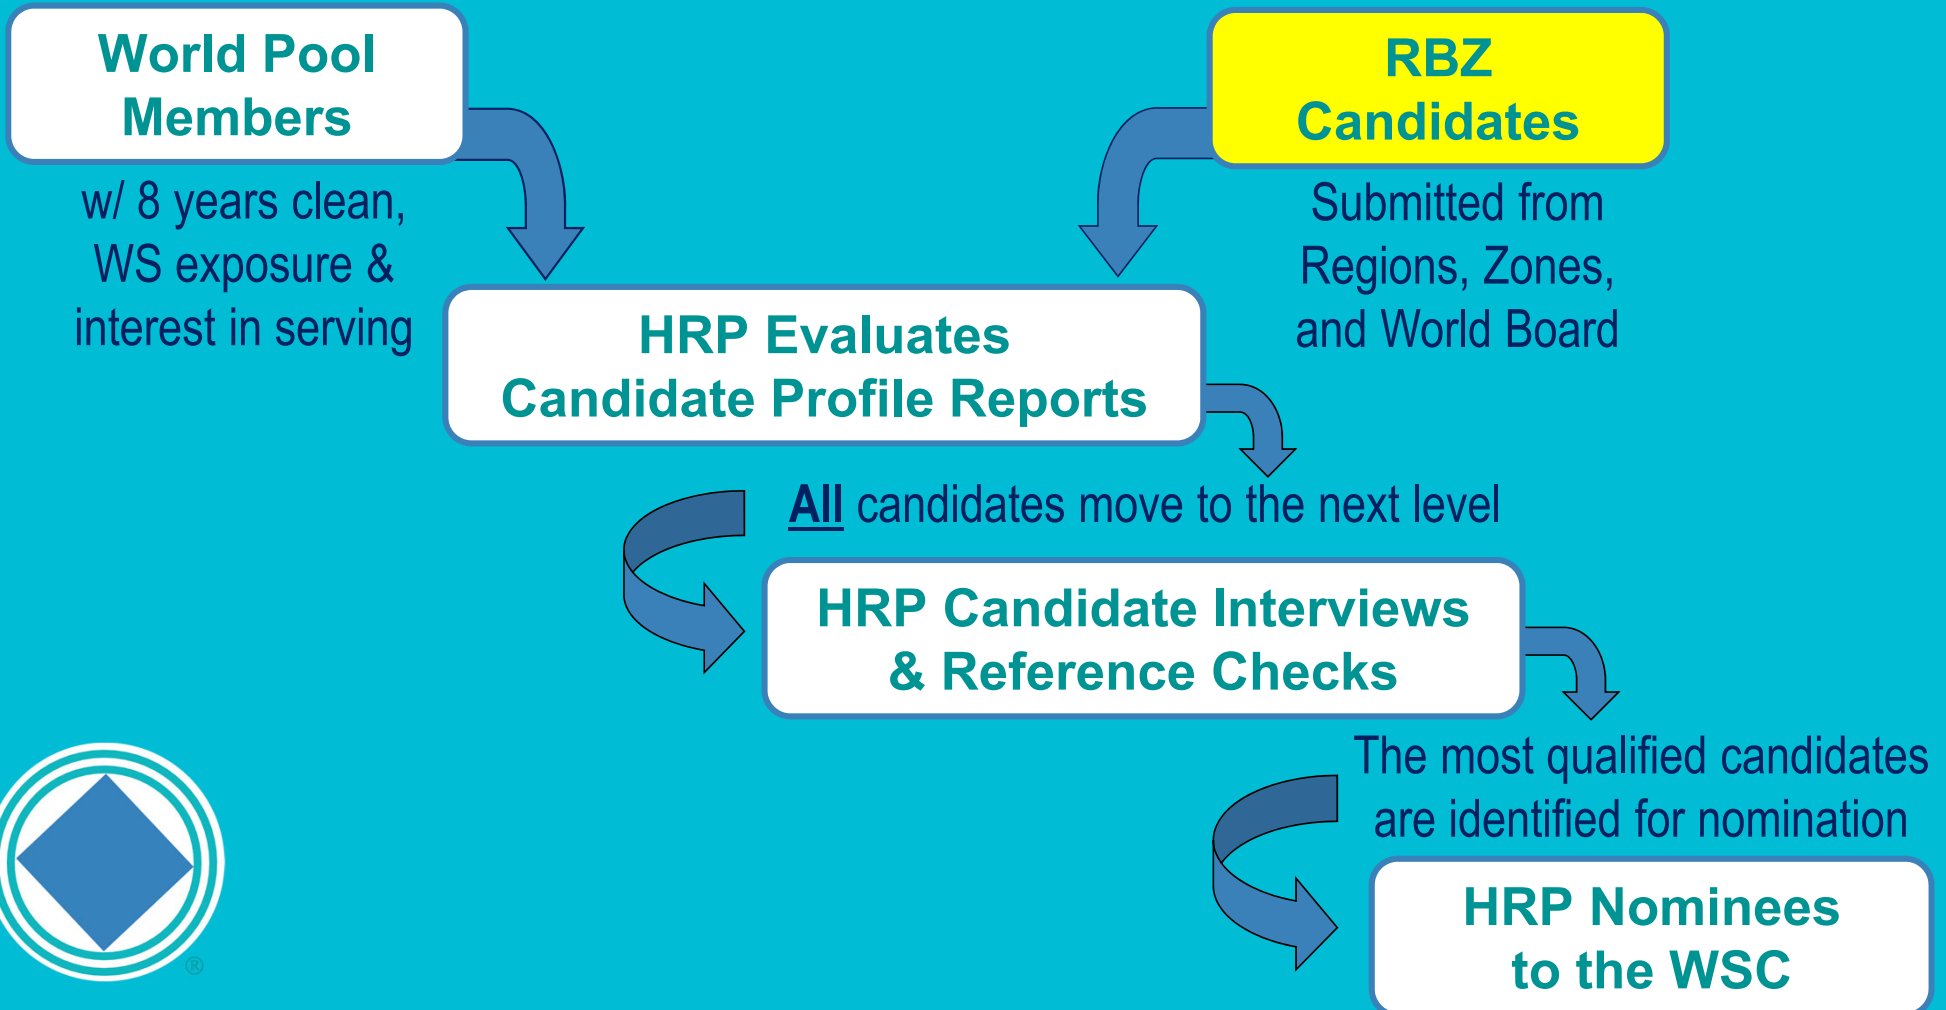 World Pool
Members
w/ 8 years clean,
WS exposure &
interest in serving
RBZ
Candidates
Submitted from
Regions, Zones,
and World Board
HRP Evaluates
Candidate Profile Reports
All candidates move to the next level
HRP Candidate Interviews
& Reference Checks
The most qualified candidates
are identified for nomination
HRP Nominees
to the WSC
®